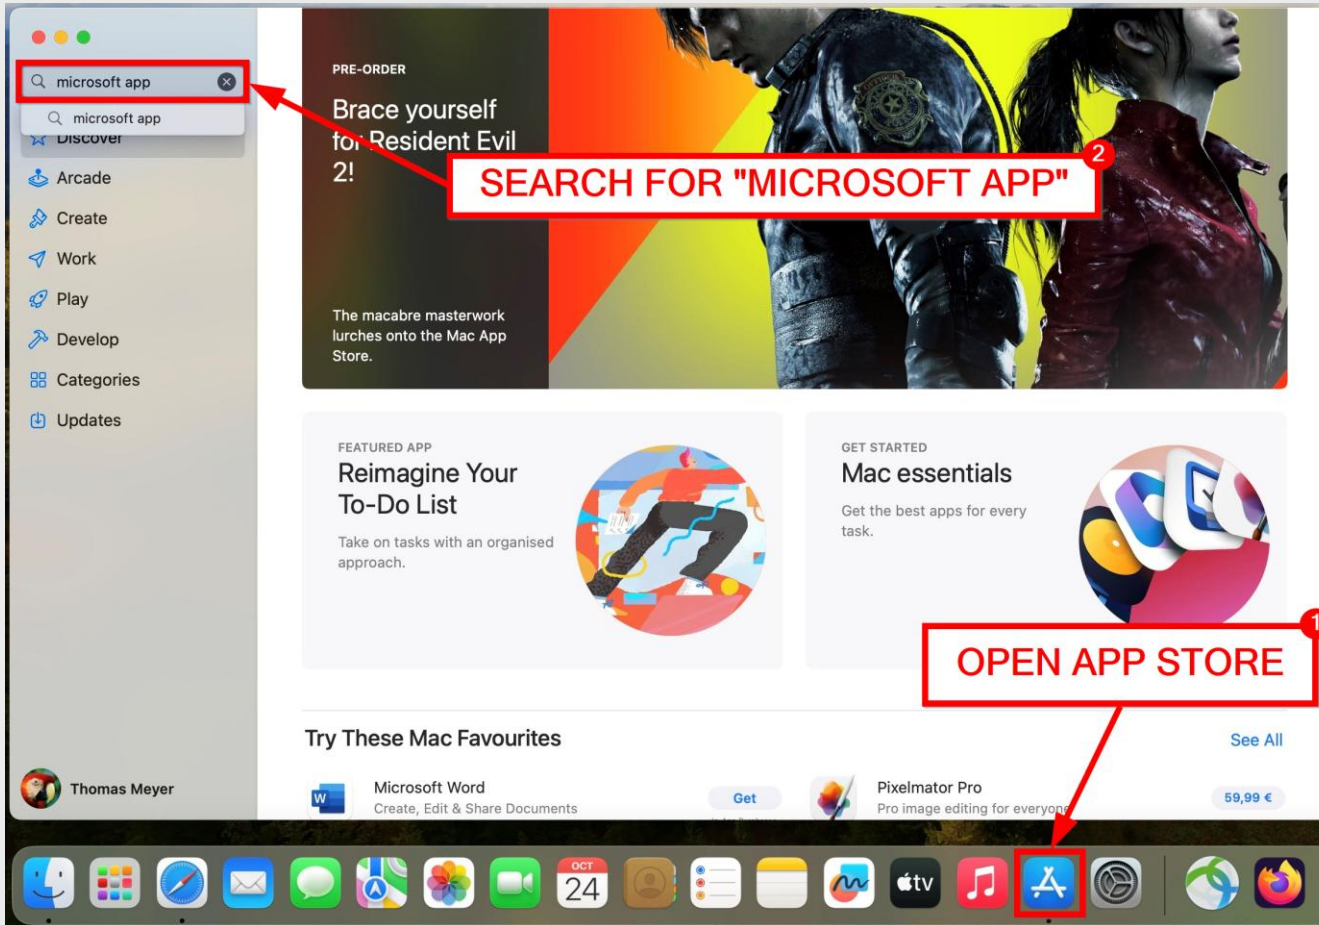 microsoft app
microsoft app
Discover
Arcade
Create
Work
Play
Develop
Categories
Updates
Thomas Meyer
PRE-ORDER
Brace yourself
for Resident Evil
2!
The macabre masterwork
lurches onto the Mac App
Store.
2
SEARCH FOR "MICROSOFT APP"
FEATURED APP
Reimagine Your
To-Do List
Take on tasks with an organised
approach.
GET STARTED
Mac essentials
Get the best apps for every
task.
1
OPEN APP STORE
Try These Mac Favourites
See All
Microsoft Word
Create, Edit & Share Documents
Get
Pixelmator Pro
Pro image editing for everyone
59,99 €
W
OCT
24
tv